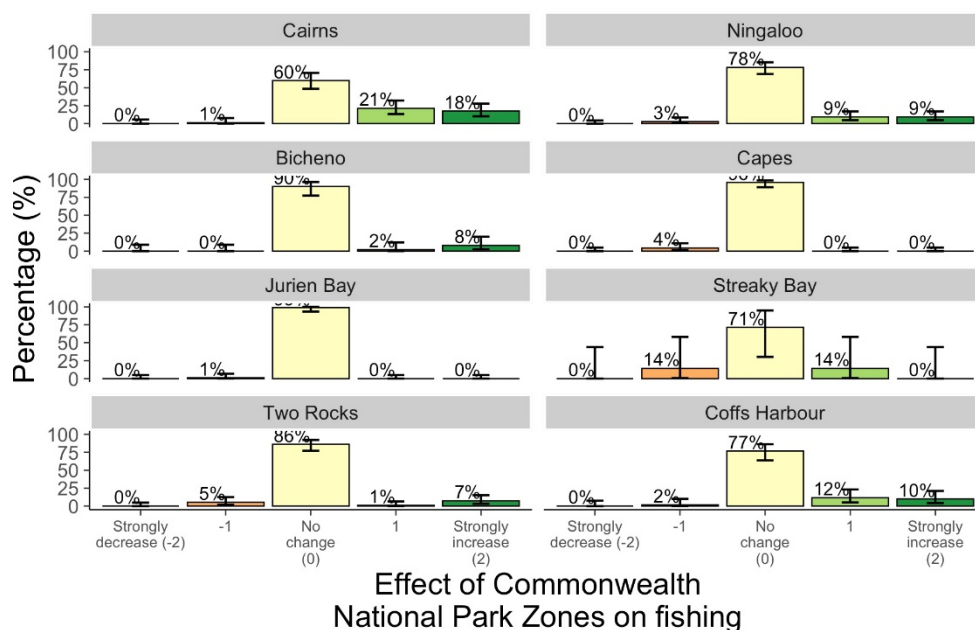 Cairns
Ningaloo
100
75
50
25
0
0%
1%
60%
21%
18%
0%
3%
78%
9%
9%
Bicheno
Capes
100
75
50
25
0
0%
0%
90%
2%
8%
0%
4%
0%
0%
Jurien Bay
Streaky Bay
100
75
50
25
0
0%
1%
0%
0%
0%
14%
71%
14%
0%
Two Rocks
Coffs Harbour
100
75
50
25
0
0%
5%
86%
1%
7%
0%
2%
77%
12%
10%
Percentage (%)
Strongly
decrease (-2)
-1
No
change
(0)
1
Strongly
increase
(2)
Strongly
decrease (-2)
-1
No
change
(0)
1
Strongly
increase
(2)
Effect of Commonwealth
National Park Zones on fishing